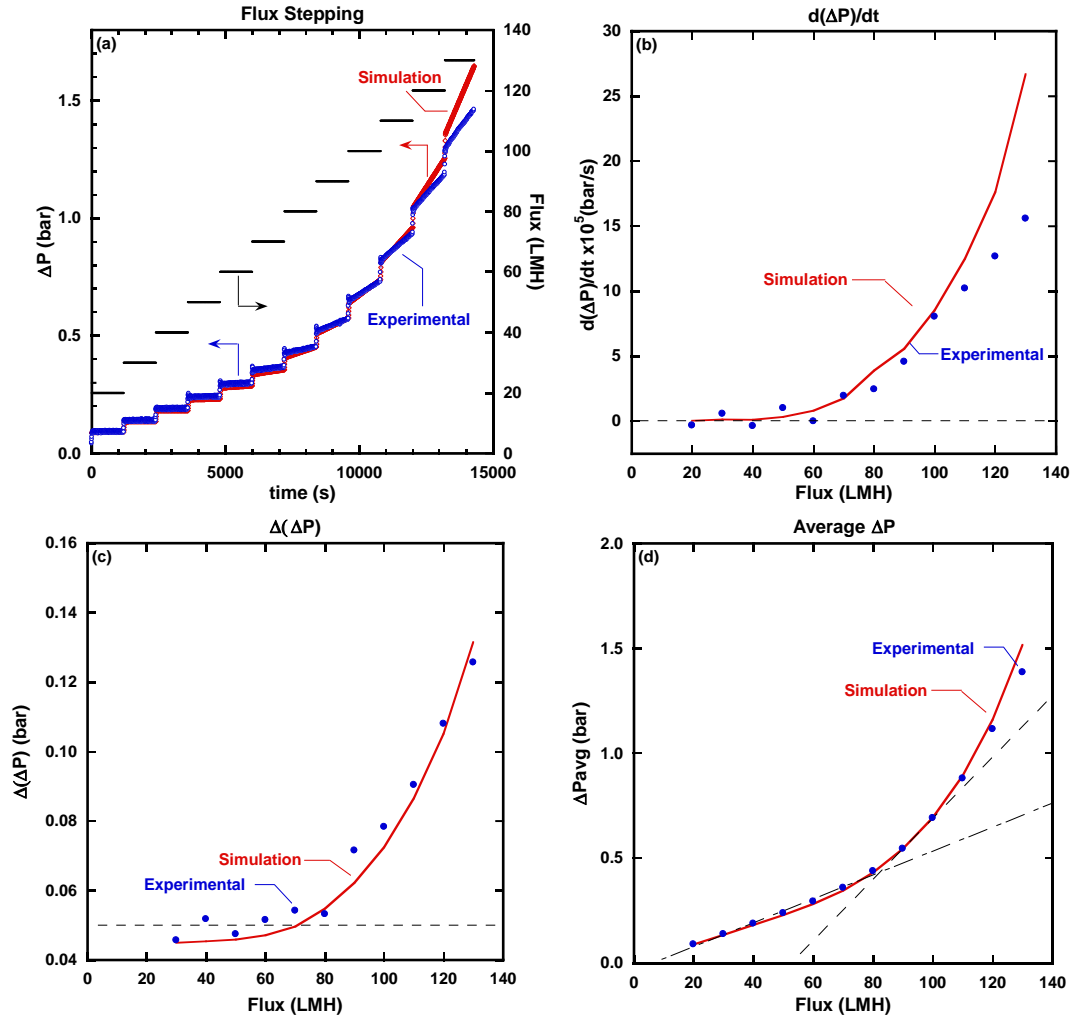 Flux Stepping
(a)
Simulation
Experimental
ΔP (bar)
Flux (LMH)
time (s)
0.0
0.5
1.0
1.5
0
5000
10000
15000
0
20
40
60
80
100
120
140
d(ΔP)/dt
(b)
Simulation
Experimental
d(ΔP)/dt x10⁵(bar/s)
Flux (LMH)
0
5
10
15
20
25
30
0
20
40
60
80
100
120
140
Δ(ΔP)
(c)
Simulation
Experimental
Δ(ΔP) (bar)
Flux (LMH)
0.04
0.06
0.08
0.10
0.12
0.14
0.16
0
20
40
60
80
100
120
140
Average ΔP
(d)
Experimental
Simulation
ΔPavg (bar)
Flux (LMH)
0.0
0.5
1.0
1.5
2.0
0
20
40
60
80
100
120
140